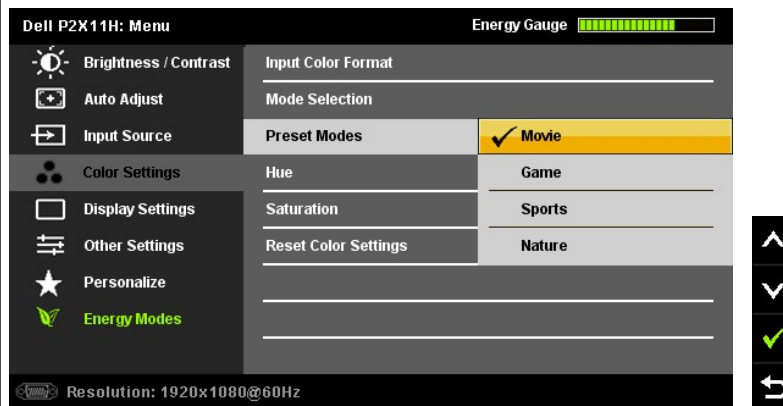 Dell P2X11H: Menu
Energy Gauge
Brightness / Contrast
Auto Adjust
Input Source
Color Settings
Display Settings
Other Settings
Personalize
Energy Modes
Input Color Format
Mode Selection
Preset Modes
Hue
Saturation
Reset Color Settings
Movie
Game
Sports
Nature
Resolution: 1920x1080@60Hz